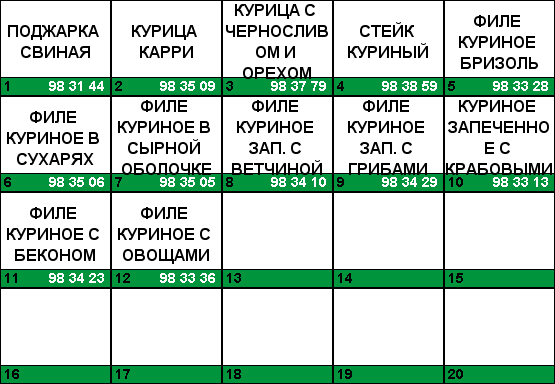 ПОДЖАРКА
СВИНАЯ
1 98 31 44
КУРИЦА
КАРРИ
2 98 35 09
КУРИЦА С
ЧЕРНОСЛИВ
ОМ И
ОРЕХОМ
3 98 37 79
СТЕЙК
КУРИНЫЙ
4 98 38 59
ФИЛЕ
КУРИНОЕ
БРИЗОЛЬ
5 98 33 28
ФИЛЕ
КУРИНОЕ В
СУХАРЯХ
6 98 35 06
ФИЛЕ
КУРИНОЕ В
СЫРНОЙ
ОБОЛОЧКЕ
7 98 35 05
ФИЛЕ
КУРИНОЕ
ЗАП. С
ВЕТЧИНОЙ
8 98 34 10
ФИЛЕ
КУРИНОЕ
ЗАП. С
ГРИБАМИ
9 98 34 29
КУРИНОЕ
ЗАПЕЧЕННО
Е С
КРАБОВЫМИ
10 98 33 13
ФИЛЕ
КУРИНОЕ С
БЕКОНОМ
11 98 34 23
ФИЛЕ
КУРИНОЕ С
ОВОЩАМИ
12 98 33 36
13
14
15
16
17
18
19
20